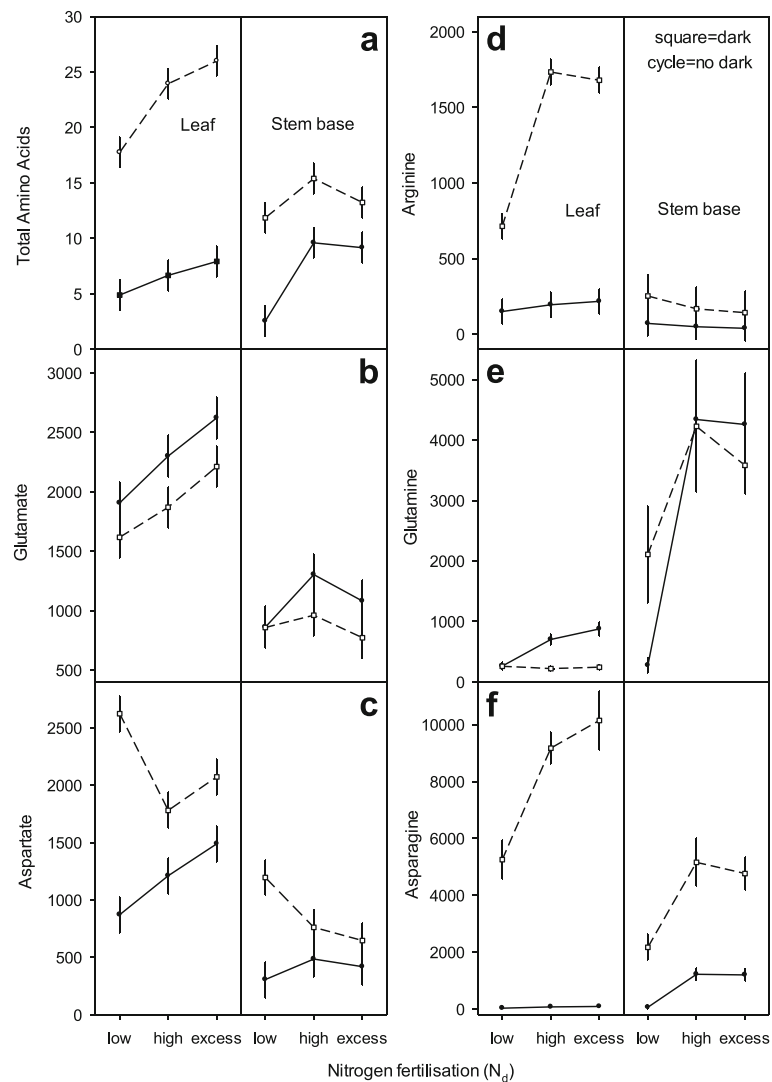 30
25
20
15
10
5
0
Total Amino Acids
Leaf
Stem base
a
3000
2500
2000
1500
1000
500
Glutamate
b
2500
2000
1500
1000
500
0
Aspartate
c
low
high
excess
low
high
excess
2000
1500
1000
500
0
Arginine
d
square=dark
cycle=no dark
Leaf
Stem base
5000
4000
3000
2000
1000
0
Glutamine
e
10000
8000
6000
4000
2000
0
Asparagine
f
low
high
excess
low
high
excess
Nitrogen fertilisation (N_d)